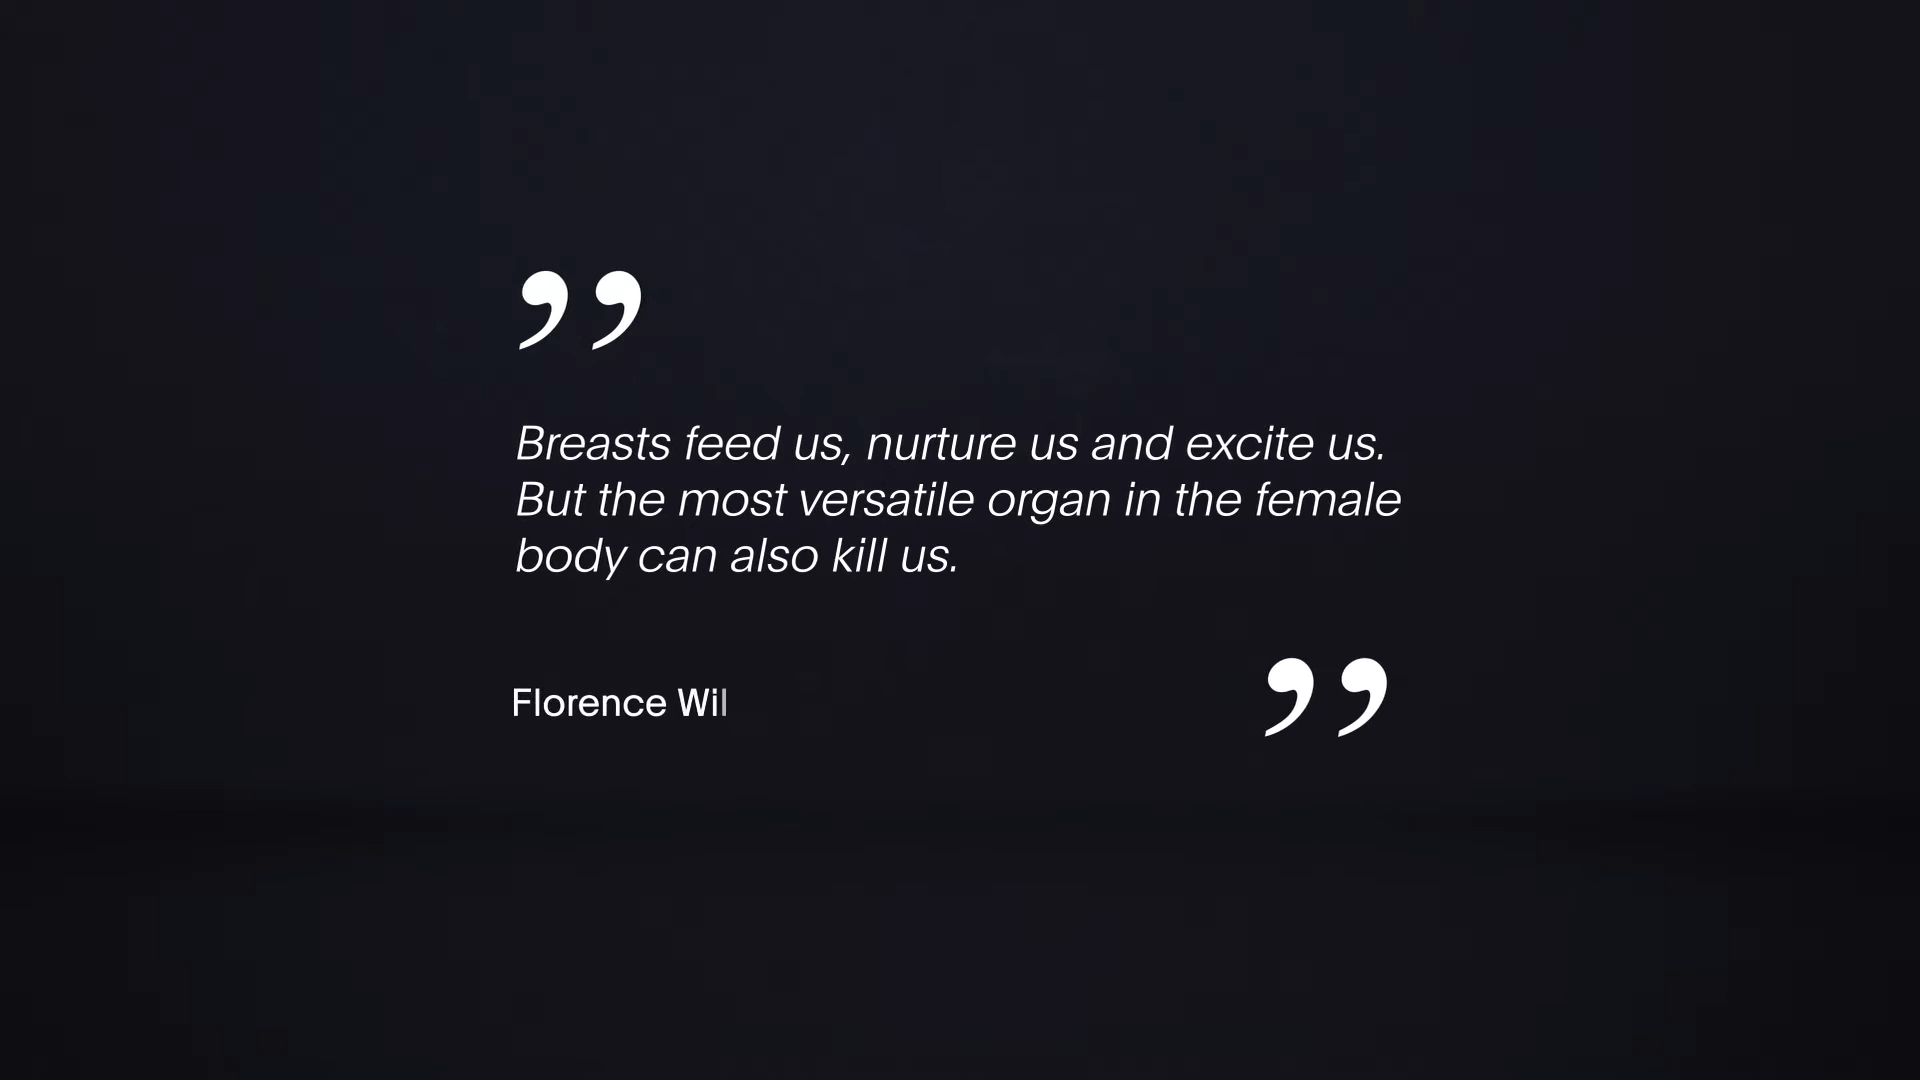 ”
Breasts feed us, nurture us and excite us.
But the most versatile organ in the female
body can also kill us.
Florence Wil
”